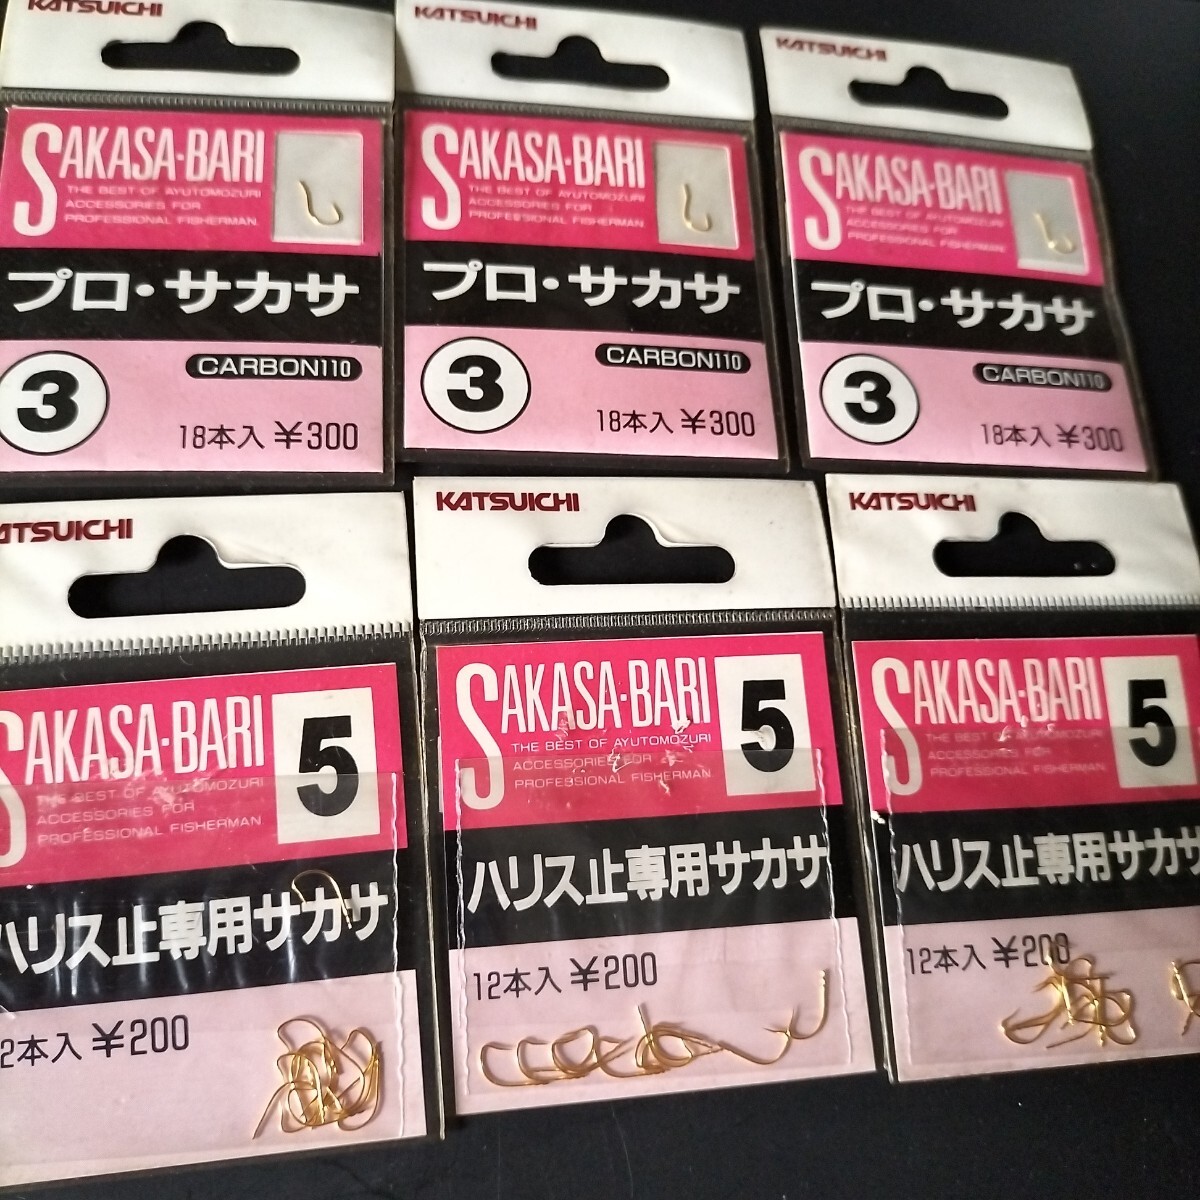 KATSUICHI
SAKASA-BARI
THE BEST OF AYUTOMOZURI
ACCESSORIES FOR
PROFESSIONAL FISHERMAN.
プロ・サカサ
3
CARBON110
18本入 ¥300
KATSUICHI
SAKASA-BARI
THE BEST OF AYUTOMOZURI
ACCESSORIES FOR
PROFESSIONAL FISHERMAN.
プロ・サカサ
3
CARBON110
18本入 ¥300
KATSUICHI
SAKASA-BARI
THE BEST OF AYUTOMOZURI
ACCESSORIES FOR
PROFESSIONAL FISHERMAN.
プロ・サカサ
3
CARBON110
18本入 ¥300
ATSUICHI
SAKASA-BARI
5
THE BEST OF AYUTOMOZURI
ACCESSORIES FOR
PROFESSIONAL FISHERMAN.
ハリス止専用サカサ
2本入 ¥200
KATSUICHI
SAKASA-BARI
5
THE BEST OF AYUTOMOZURI
ACCESSORIES FOR
PROFESSIONAL FISHERMAN.
ハリス止専用サカサ
12本入 ¥200
KATSUICHI
SAKASA-BARI
5
THE BEST OF AYUTOMOZURI
ACCESSORIES FOR
PROFESSIONAL FISHERMAN.
ハリス止専用サカサ
12本入 ¥200